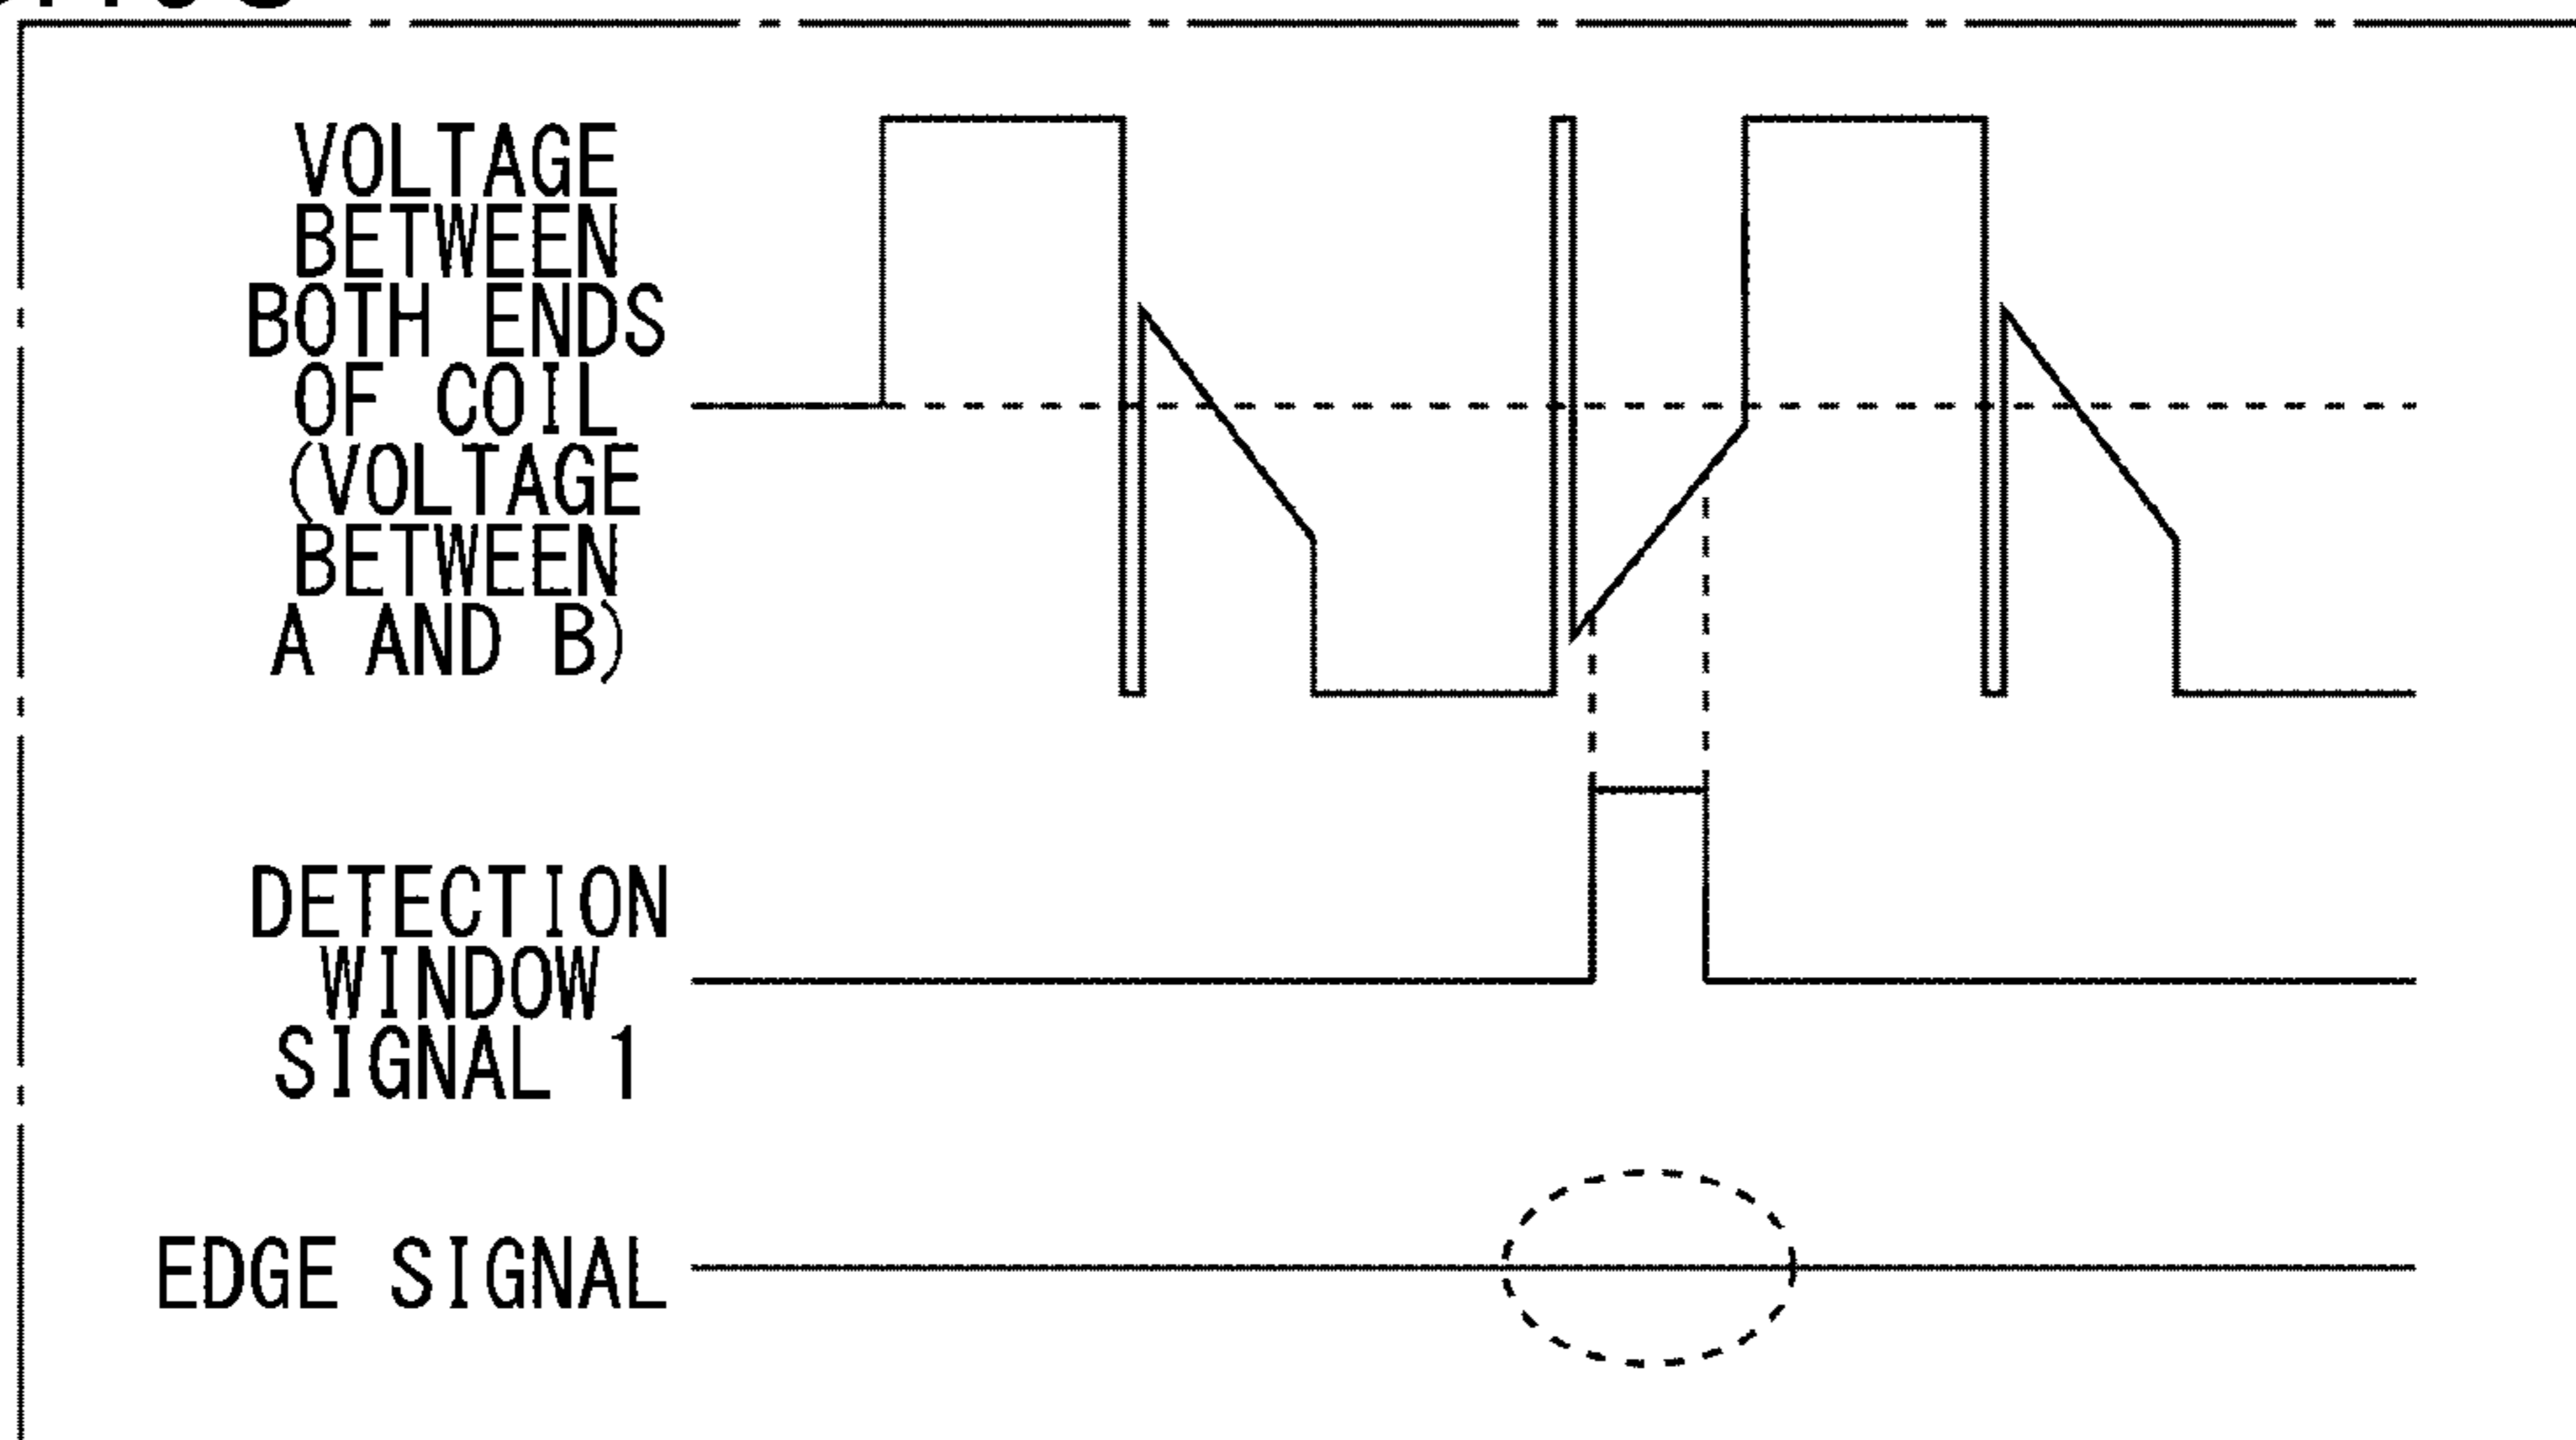 VOLTAGE
BETWEEN
BOTH ENDS
OF COIL
(VOLTAGE
BETWEEN
A AND B)
DETECTION
WINDOW
SIGNAL 1
EDGE SIGNAL